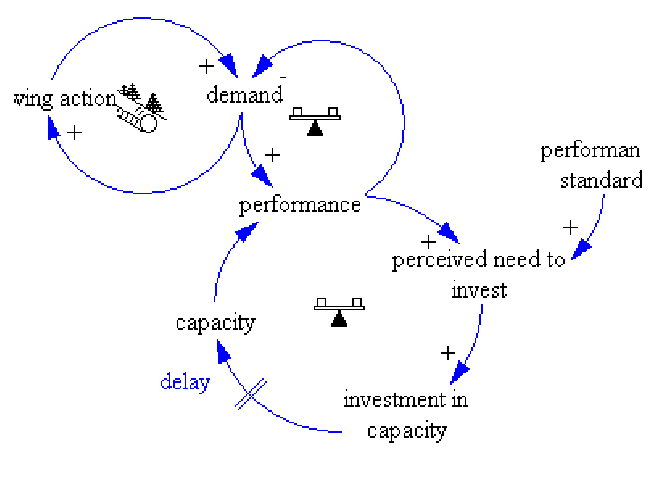 +
wing action
demand
-
+
+
performan
standard
performance
+
+
perceived need to
invest
capacity
+
delay
investment in
capacity